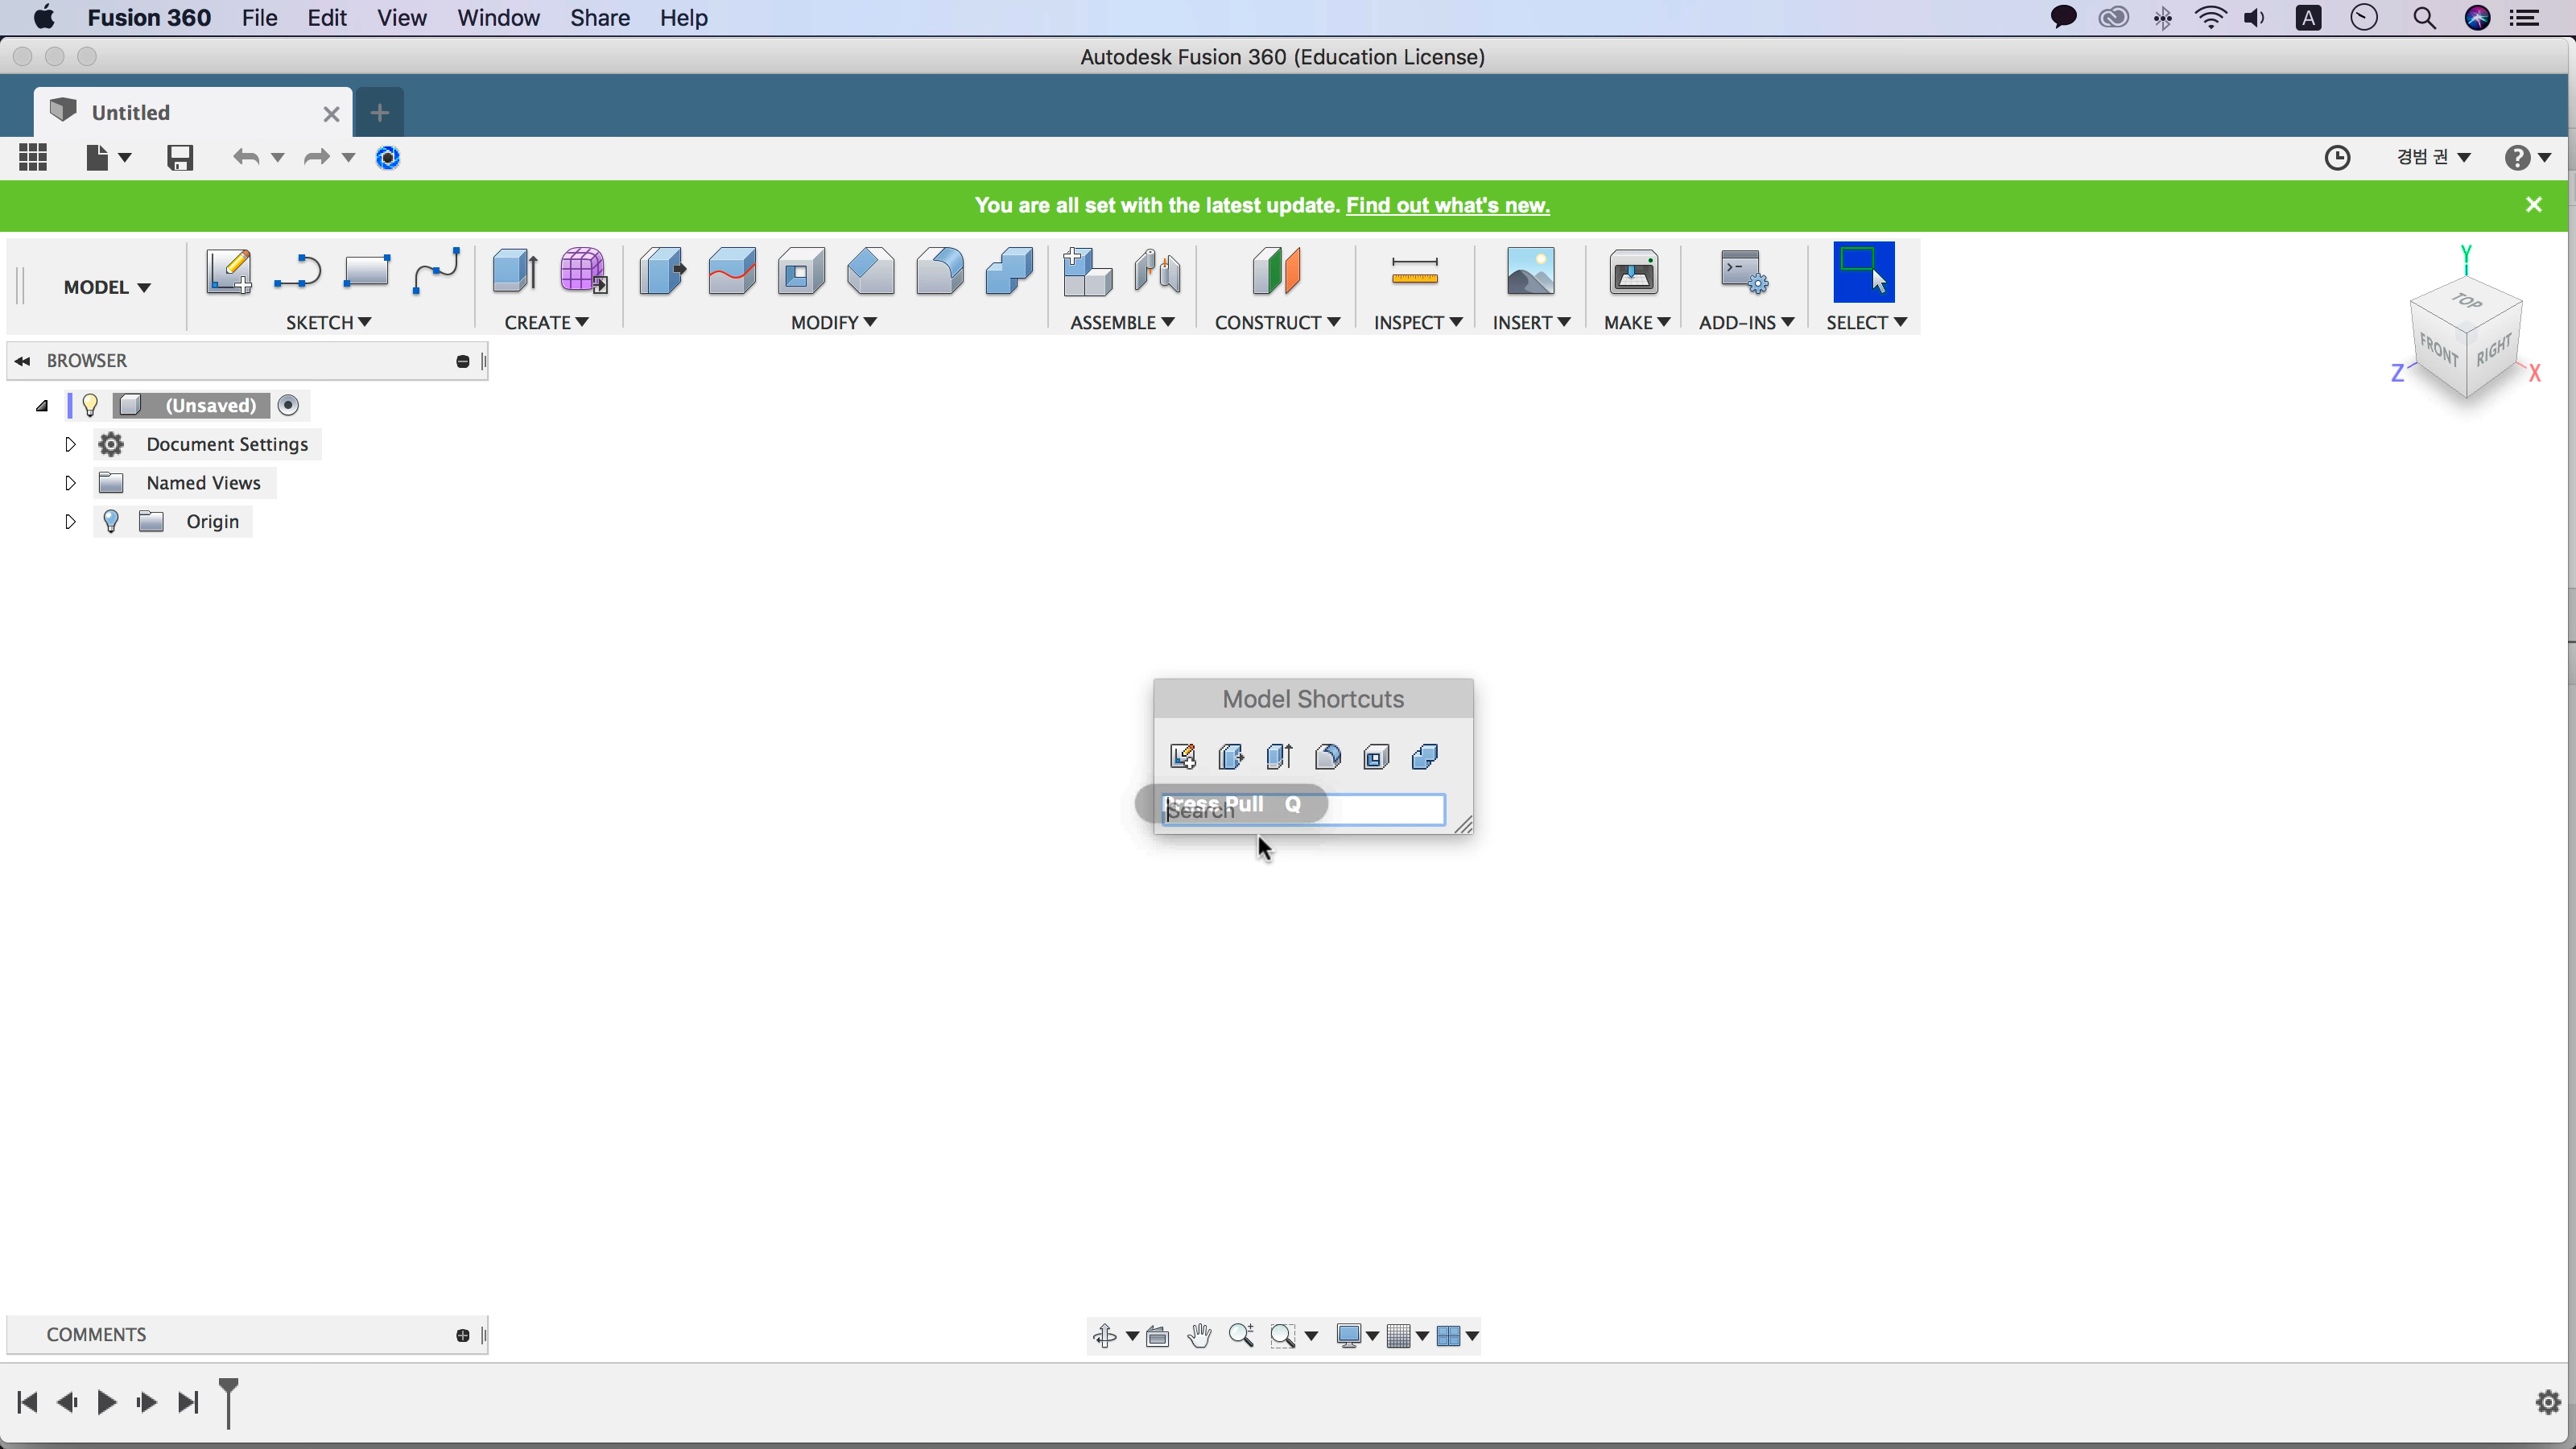 Fusion 360 File Edit View Window Share Help A
Autodesk Fusion 360 (Education License)
Untitled
경범 권
You are all set with the latest update. Find out what's new.
MODEL
SKETCH CREATE MODIFY ASSEMBLE CONSTRUCT INSPECT INSERT MAKE ADD-INS SELECT
Y
TOP
FRONT RIGHT
Z X
BROWSER
(Unsaved)
Document Settings
Named Views
Origin
Model Shortcuts
Press Pull Q
Search
COMMENTS